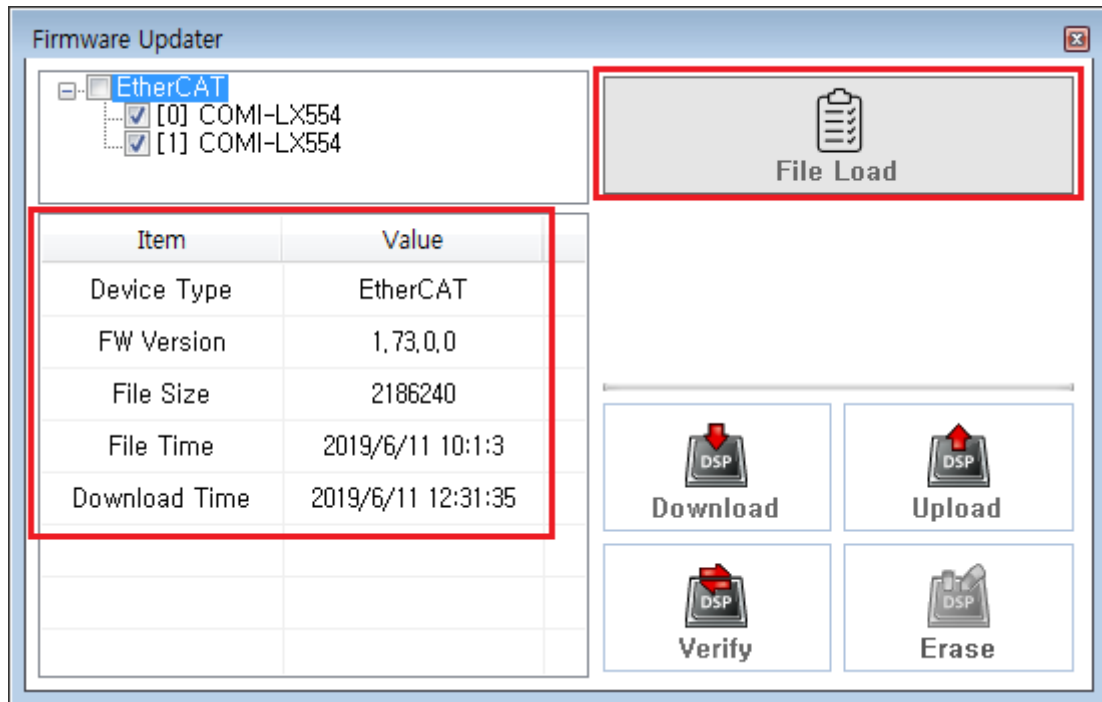 Firmware Updater
EtherCAT
[0] COMI-LX554
[1] COMI-LX554
File Load
Item Value
Device Type EtherCAT
FW Version 1,73,0,0
File Size 2186240
File Time 2019/6/11 10:1:3
Download Time 2019/6/11 12:31:35
DSP
Download
DSP
Upload
DSP
Verify
DSP
Erase